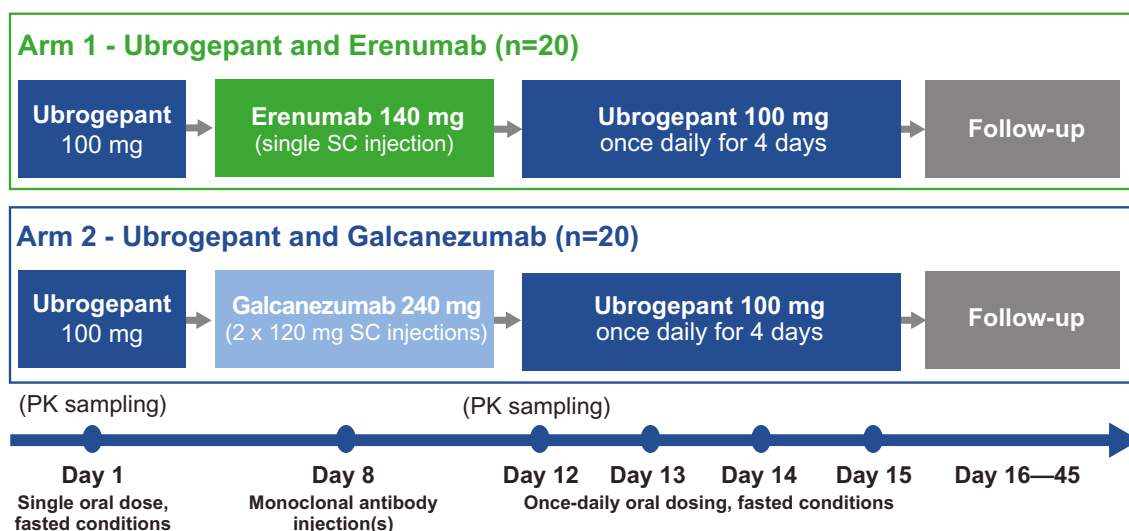 Arm 1 - Ubrogepant and Erenumab (n=20)
Ubrogepant
100 mg
Erenumab 140 mg
(single SC injection)
Ubrogepant 100 mg
once daily for 4 days
Follow-up
Arm 2 - Ubrogepant and Galcanezumab (n=20)
Ubrogepant
100 mg
Galcanezumab 240 mg
(2 x 120 mg SC injections)
Ubrogepant 100 mg
once daily for 4 days
Follow-up
(PK sampling)
(PK sampling)
Day 1
Single oral dose,
fasted conditions
Day 8
Monoclonal antibody
injection(s)
Day 12
Day 13
Day 14
Day 15
Day 16—45
Once-daily oral dosing, fasted conditions